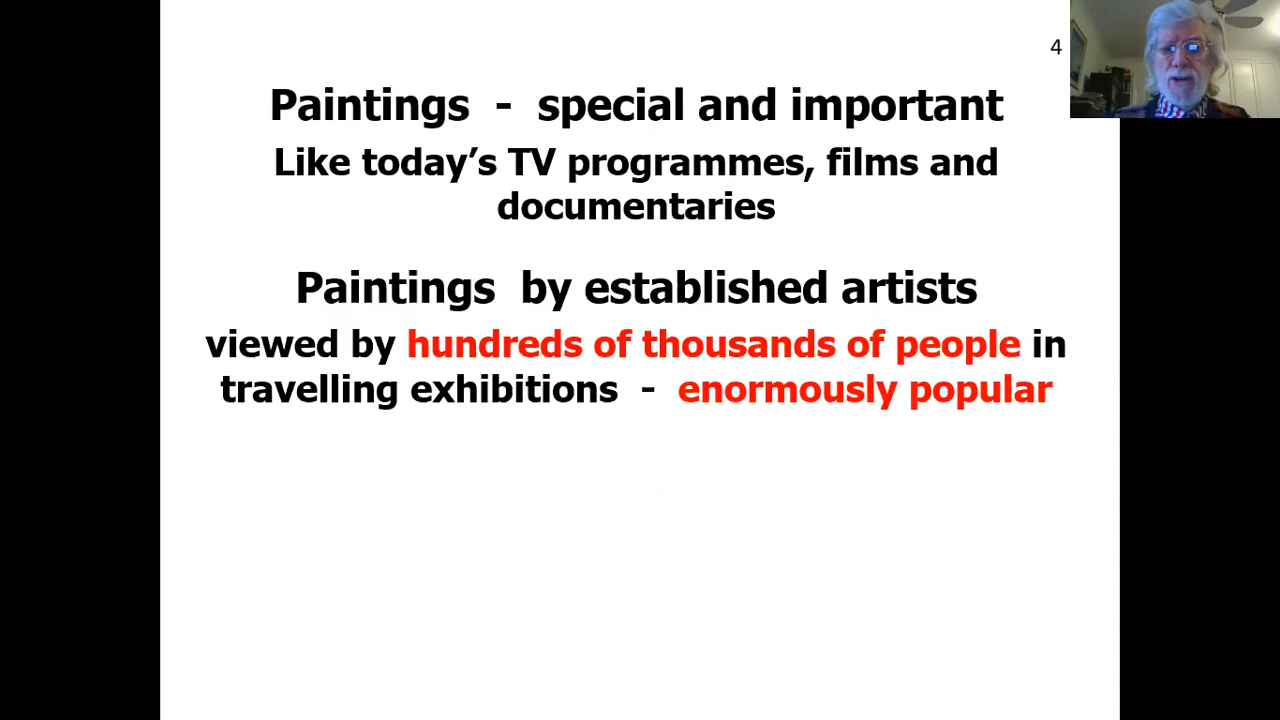 4
Paintings - special and important
Like today’s TV programmes, films and
documentaries
Paintings by established artists
viewed by hundreds of thousands of people in
travelling exhibitions - enormously popular